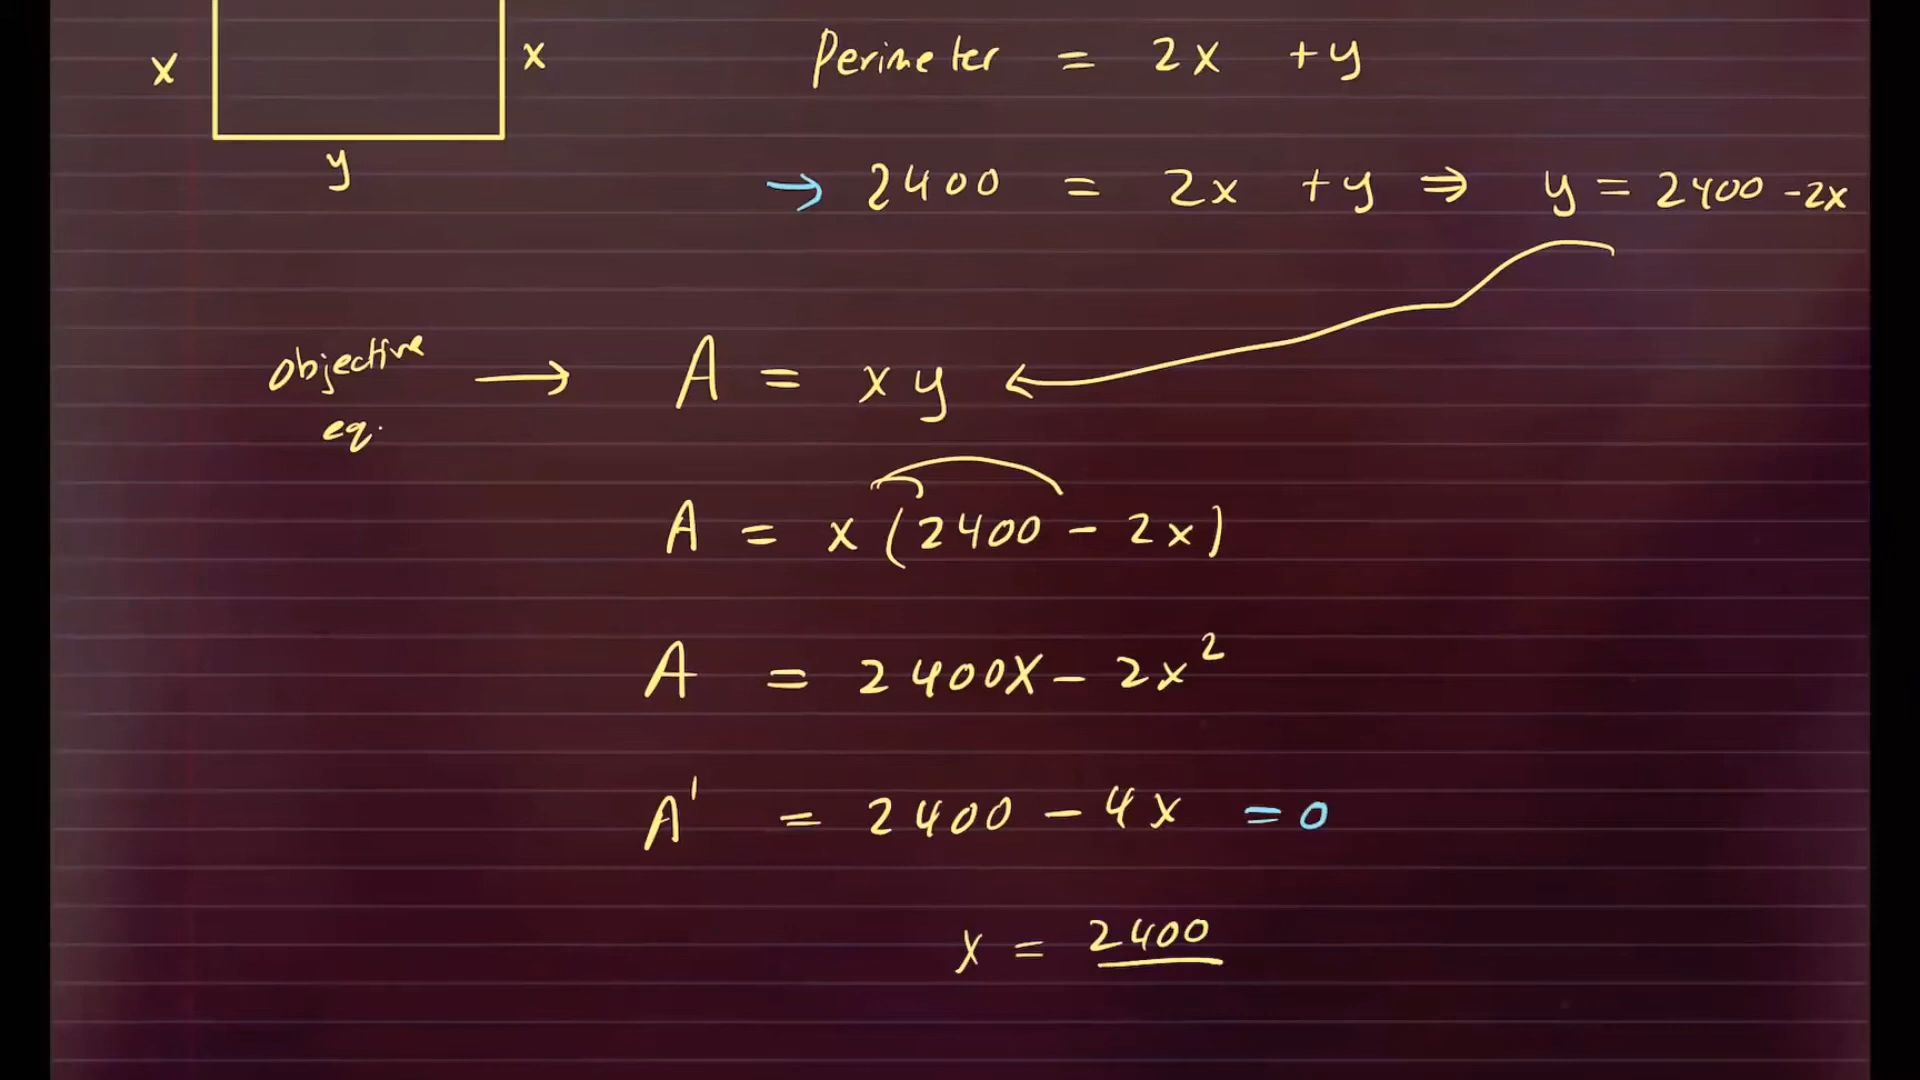 x x Perimeter = 2x + y
y
→ 2400 = 2x + y ⇒ y = 2400 - 2x
Objective → A = xy
eq.
A = x(2400 - 2x)
A = 2400x - 2x²
A' = 2400 - 4x = 0
x = 2400